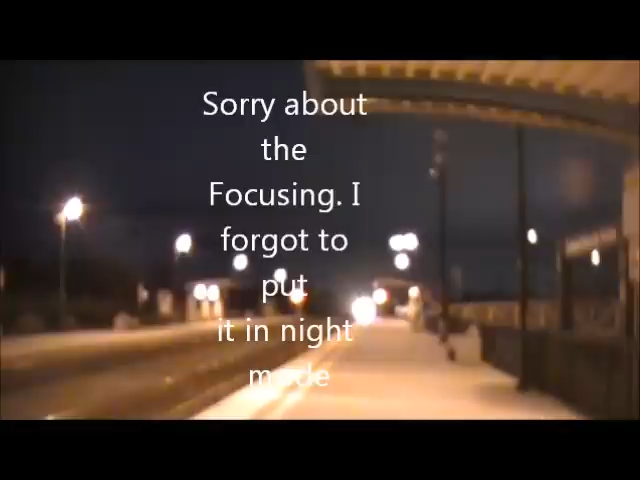 Sorry about
the
Focusing. I
forgot to
put
it in night
mode